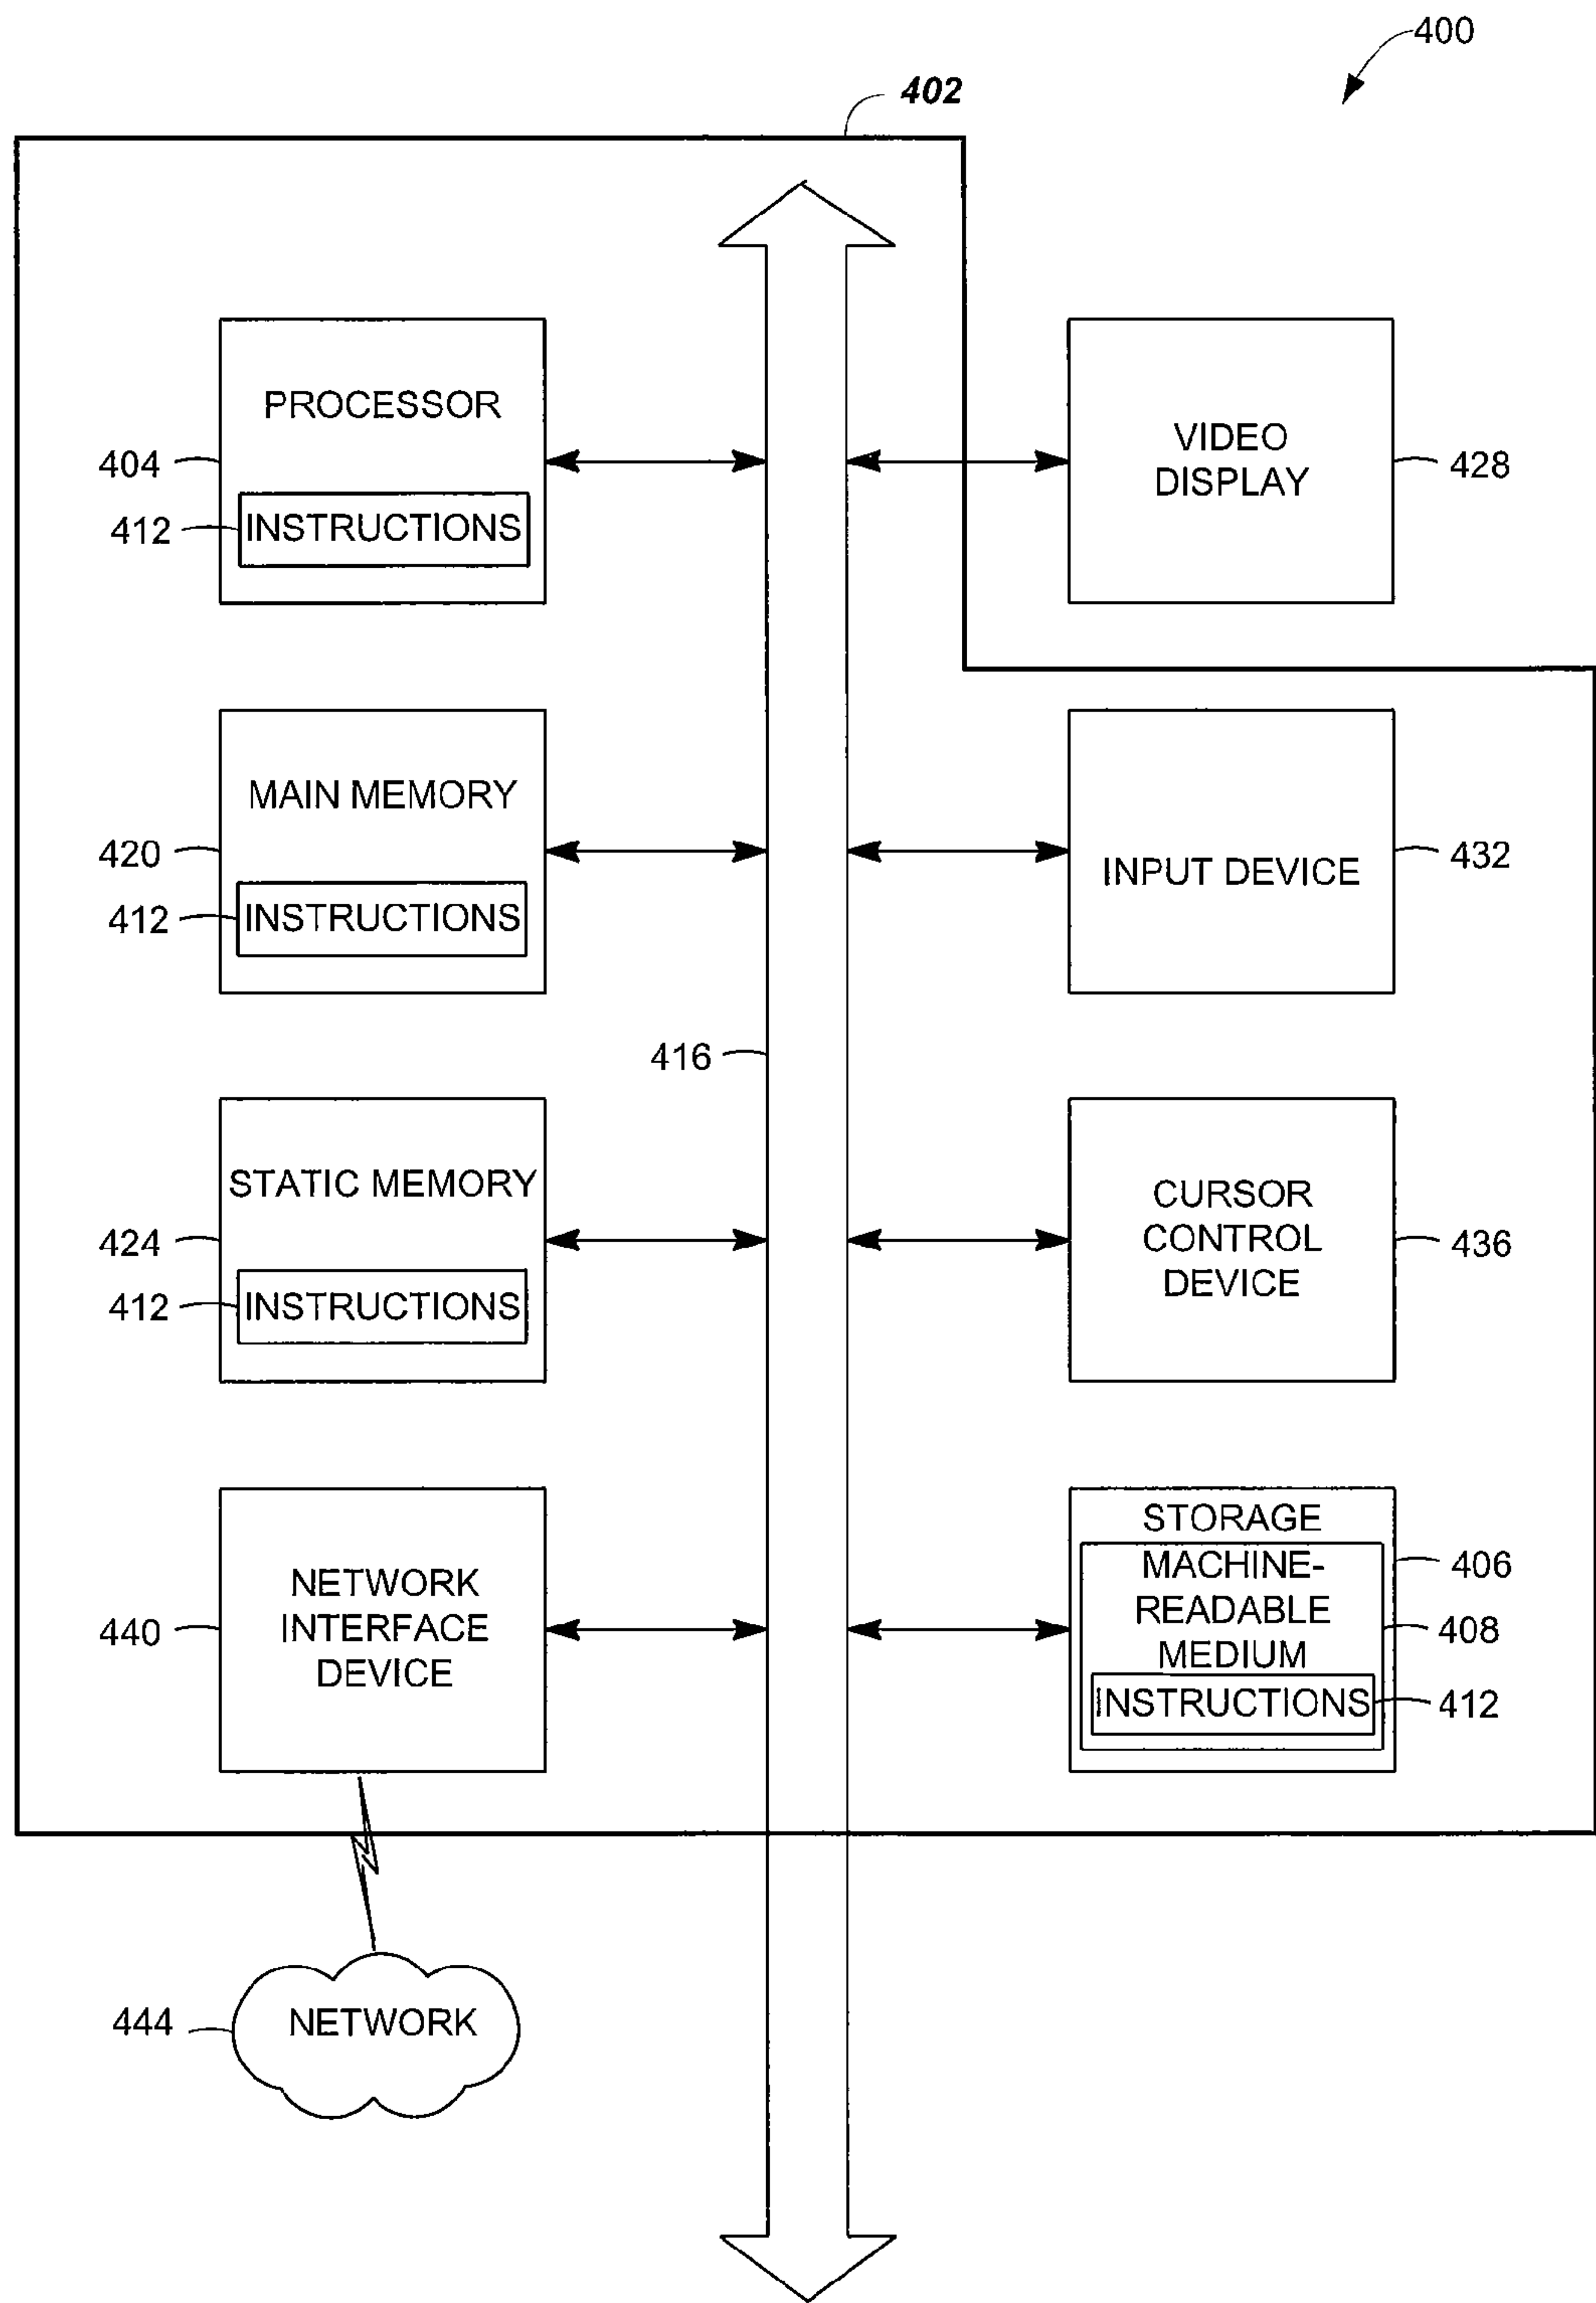 400
402
PROCESSOR
404
412
INSTRUCTIONS
VIDEO
DISPLAY
428
MAIN MEMORY
420
412
INSTRUCTIONS
INPUT DEVICE
432
416
STATIC MEMORY
424
412
INSTRUCTIONS
CURSOR
CONTROL
DEVICE
436
NETWORK
INTERFACE
DEVICE
440
STORAGE
MACHINE-
READABLE
MEDIUM
INSTRUCTIONS
406
408
412
444
NETWORK